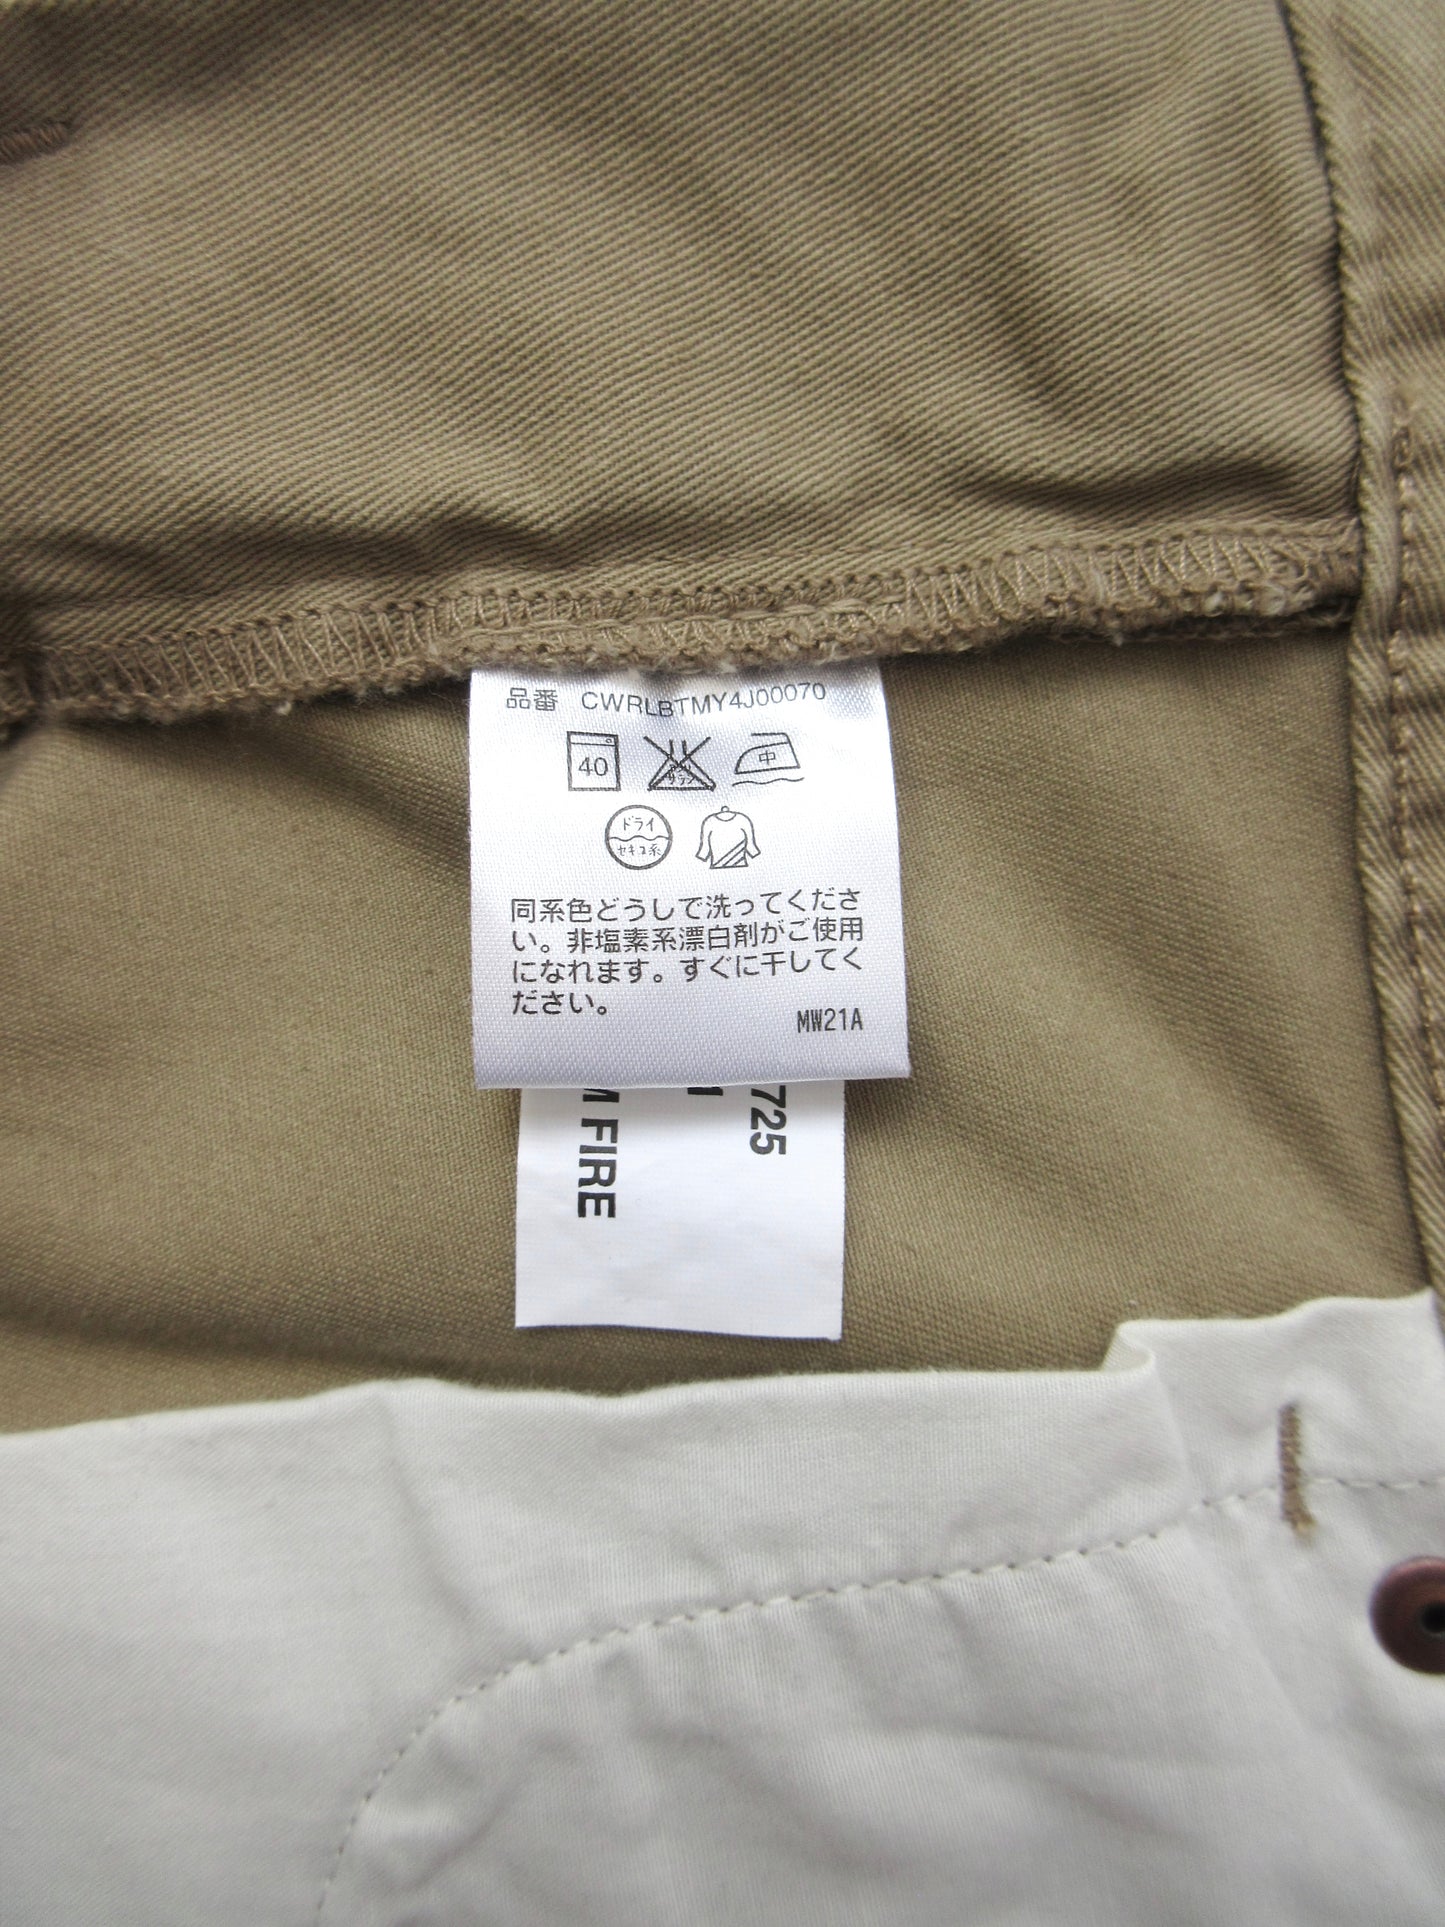 品番 CWRLBTMY4J00070
40
中
ドライ
セキユ系
同系色どうしで洗ってくださ
い。非塩素系漂白剤がご使用
になれます。すぐに干してく
ださい。
MW21A
725
FIRE